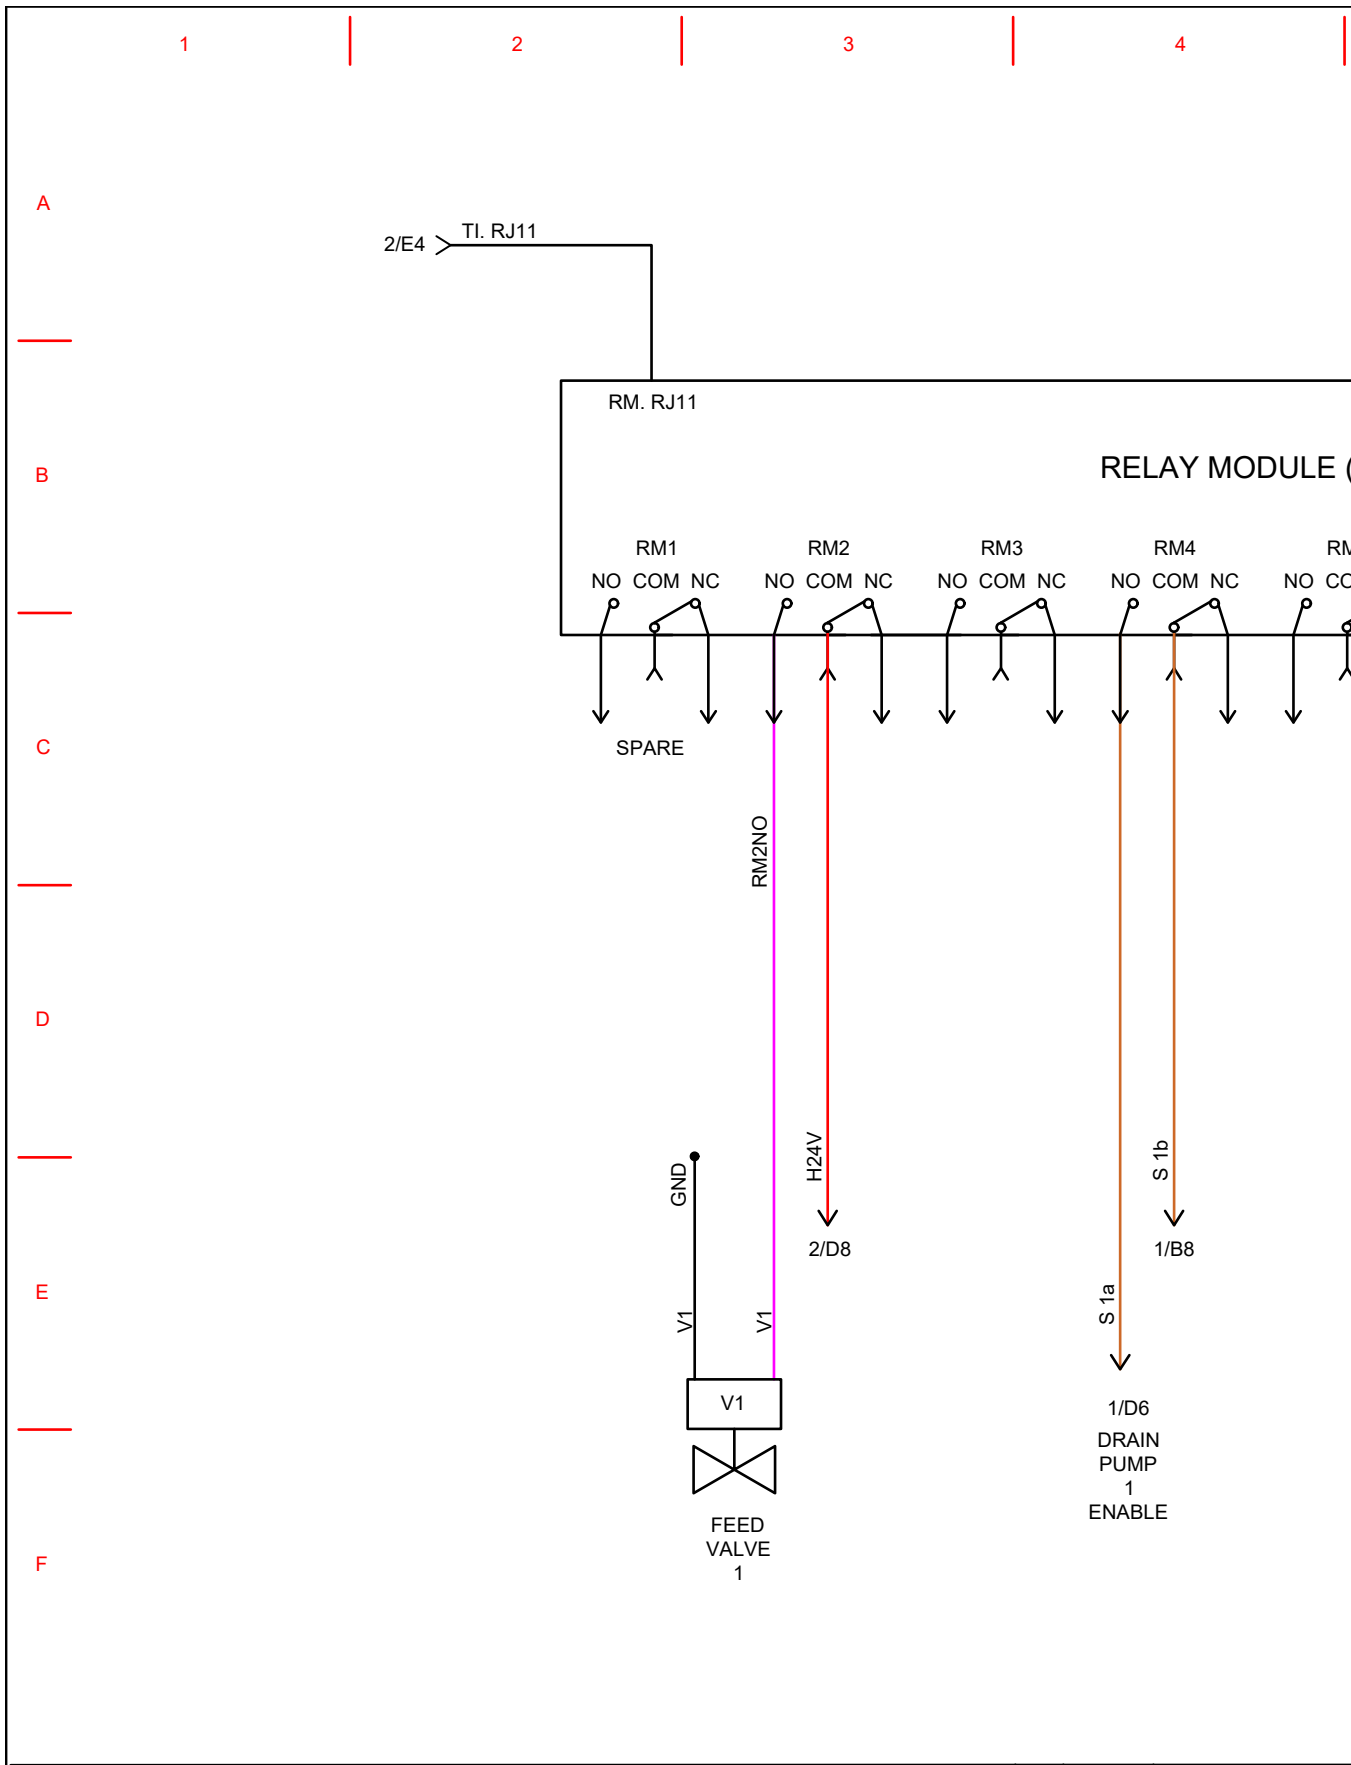 1 2 3 4
A
2/E4 TI. RJ11
RM. RJ11
B
RELAY MODULE (
RM1 RM2 RM3 RM4 RM
NO COM NC NO COM NC NO COM NC NO COM NC NO CO
C
SPARE
RM2NO
D
H24V
S 1b
GND
2/D8
1/B8
E
V1
V1
S 1a
V1
1/D6
DRAIN
PUMP
1
ENABLE
FEED
VALVE
1
F